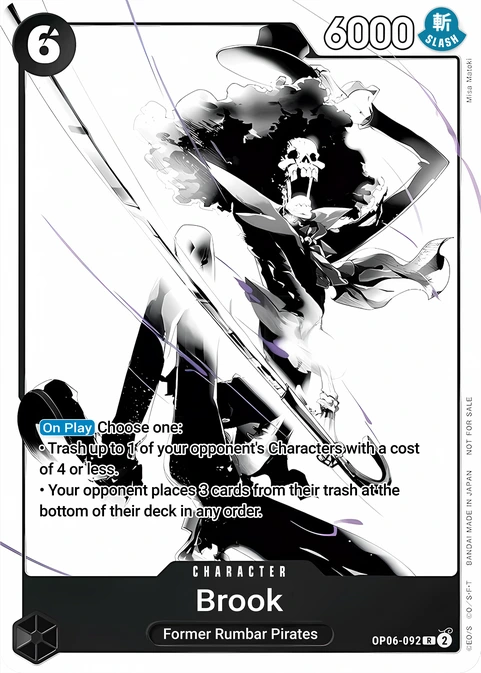 6
6000
斬
SLASH
Misa Matoki
On Play Choose one:
• Trash up to 1 of your opponent's Characters with a cost
of 4 or less.
• Your opponent places 3 cards from their trash at the
bottom of their deck in any order.
CHARACTER
Brook
Former Rumbar Pirates
OP06-092 R 2
©E.O/S ©O/S·F·T BANDAI MADE IN JAPAN NOT FOR SALE